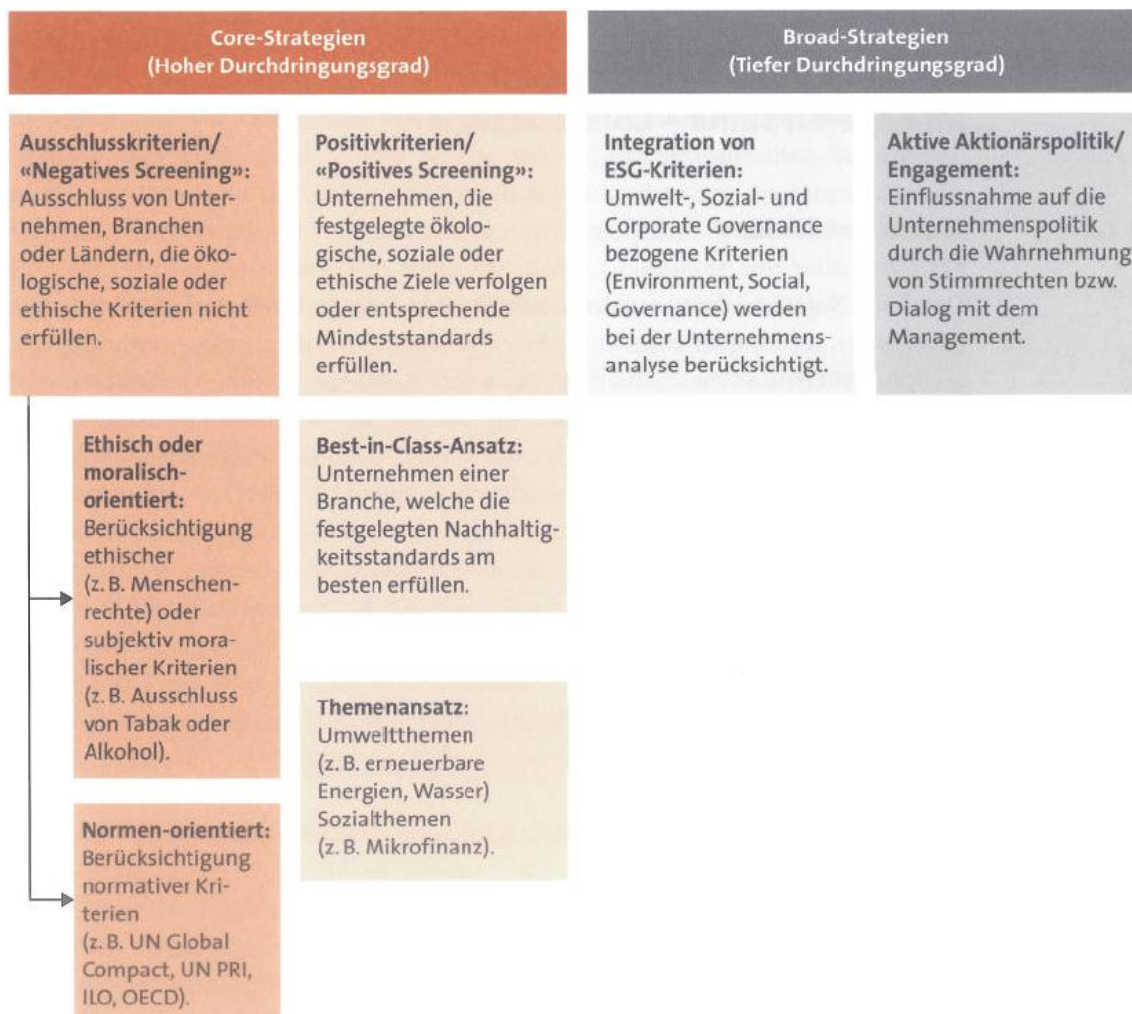 Core-Strategien
(Hoher Durchdringungsgrad)
Broad-Strategien
(Tiefer Durchdringungsgrad)
Ausschlusskriterien/
«Negatives Screening»:
Ausschluss von Unter-
nehmen, Branchen
oder Ländern, die öko-
logische, soziale oder
ethische Kriterien nicht
erfüllen.
Positivkriterien/
«Positives Screening»:
Unternehmen, die
festgelegte ökolo-
gische, soziale oder
ethische Ziele verfolgen
oder entsprechende
Mindeststandards
erfüllen.
Integration von
ESG-Kriterien:
Umwelt-, Sozial- und
Corporate Governance
bezogene Kriterien
(Environment, Social,
Governance) werden
bei der Unternehmens-
analyse berücksichtigt.
Aktive Aktionärspolitik/
Engagement:
Einflussnahme auf die
Unternehmenspolitik
durch die Wahrnehmung
von Stimmrechten bzw.
Dialog mit dem
Management.
Ethisch oder
moralisch-
orientiert:
Berücksichtigung
ethischer
(z. B. Menschen-
rechte) oder
subjektiv mora-
lischer Kriterien
(z. B. Ausschluss
von Tabak oder
Alkohol).
Best-in-Class-Ansatz:
Unternehmen einer
Branche, welche die
festgelegten Nachhaltig-
keitsstandards am
besten erfüllen.
Themenansatz:
Umweltthemen
(z. B. erneuerbare
Energien, Wasser)
Sozialthemen
(z. B. Mikrofinanz).
Normen-orientiert:
Berücksichtigung
normativer Kri-
terien
(z. B. UN Global
Compact, UN PRI,
ILO, OECD).